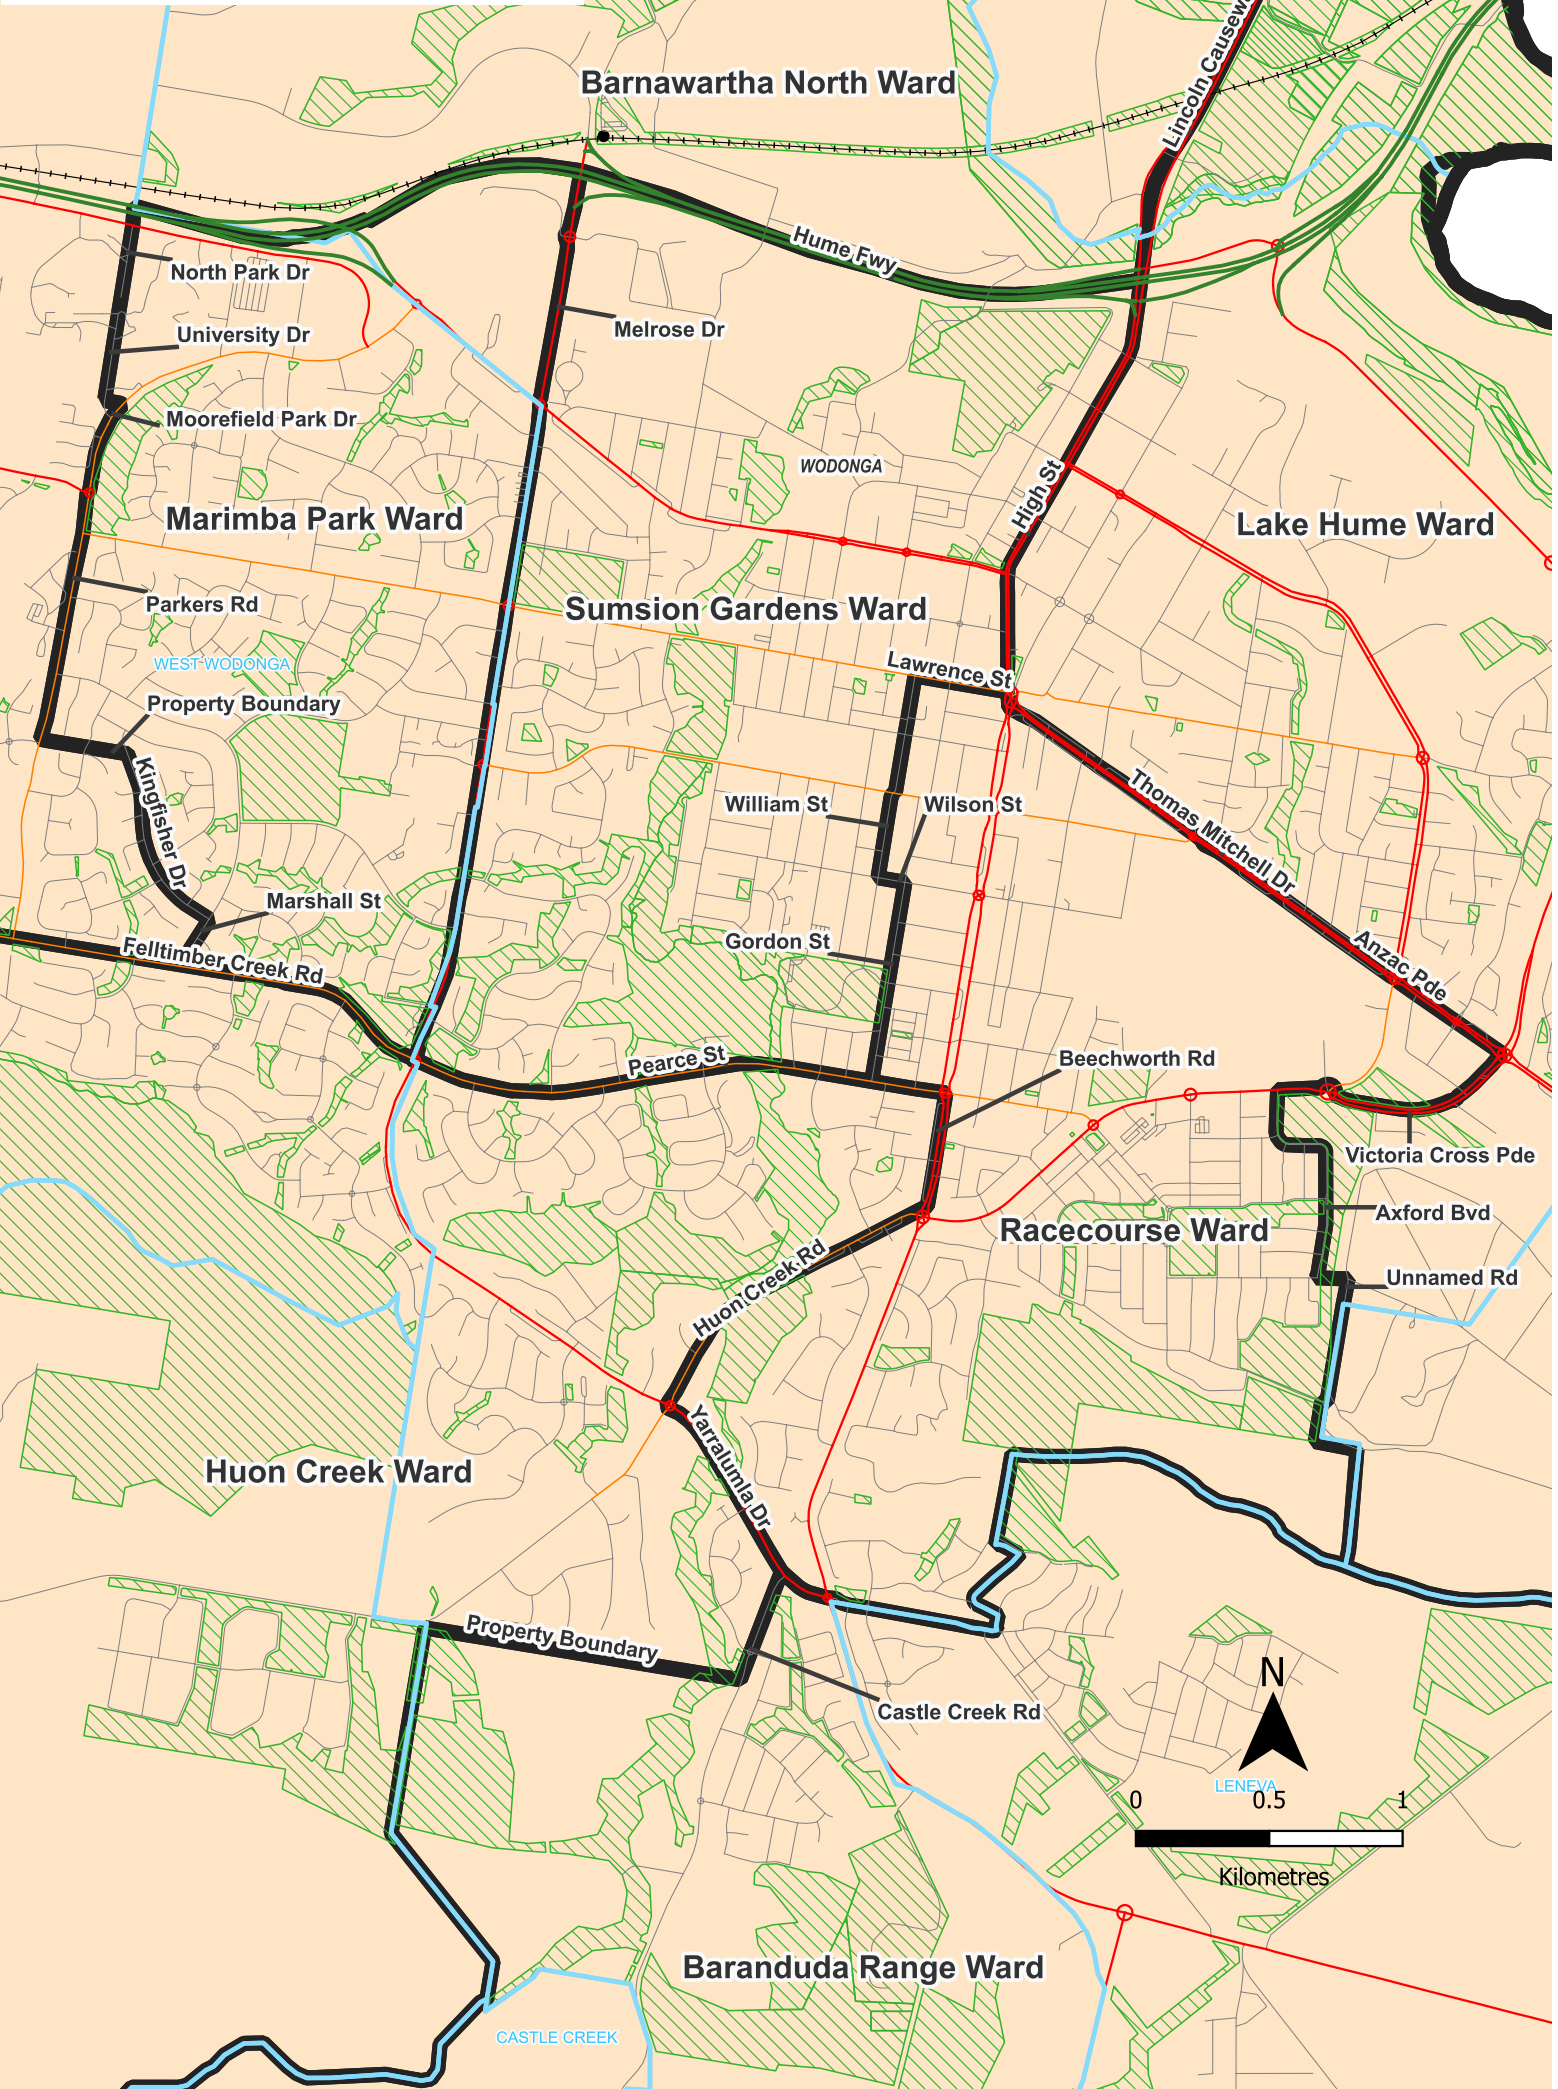 Barnawartha North Ward
Lincoln Causeway
Hume Fwy
North Park Dr
University Dr
Melrose Dr
Moorefield Park Dr
WODONGA
High St
Marimba Park Ward
Lake Hume Ward
Parkers Rd
Sumsion Gardens Ward
WEST WODONGA
Lawrence St
Property Boundary
Kingfisher Dr
William St
Wilson St
Thomas Mitchell Dr
Marshall St
Felltimber Creek Rd
Gordon St
Anzac Pde
Pearce St
Beechworth Rd
Victoria Cross Pde
Axford Bvd
Racecourse Ward
Huon Creek Rd
Unnamed Rd
Huon Creek Ward
Yarralumla Dr
Property Boundary
N
Castle Creek Rd
LENEVA
0 0.5 1
Kilometres
Baranduda Range Ward
CASTLE CREEK